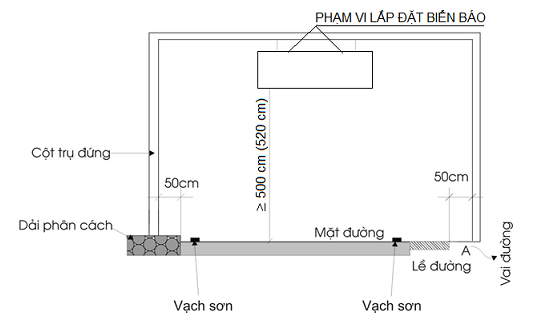 PHẠM VI LẮP ĐẶT BIỂN BÁO
Cột trụ đứng
≥ 500 cm (520 cm)
50cm
50cm
Dải phân cách
Mặt đường
A
Lể đường
Vai đường
Vạch sơn
Vạch sơn